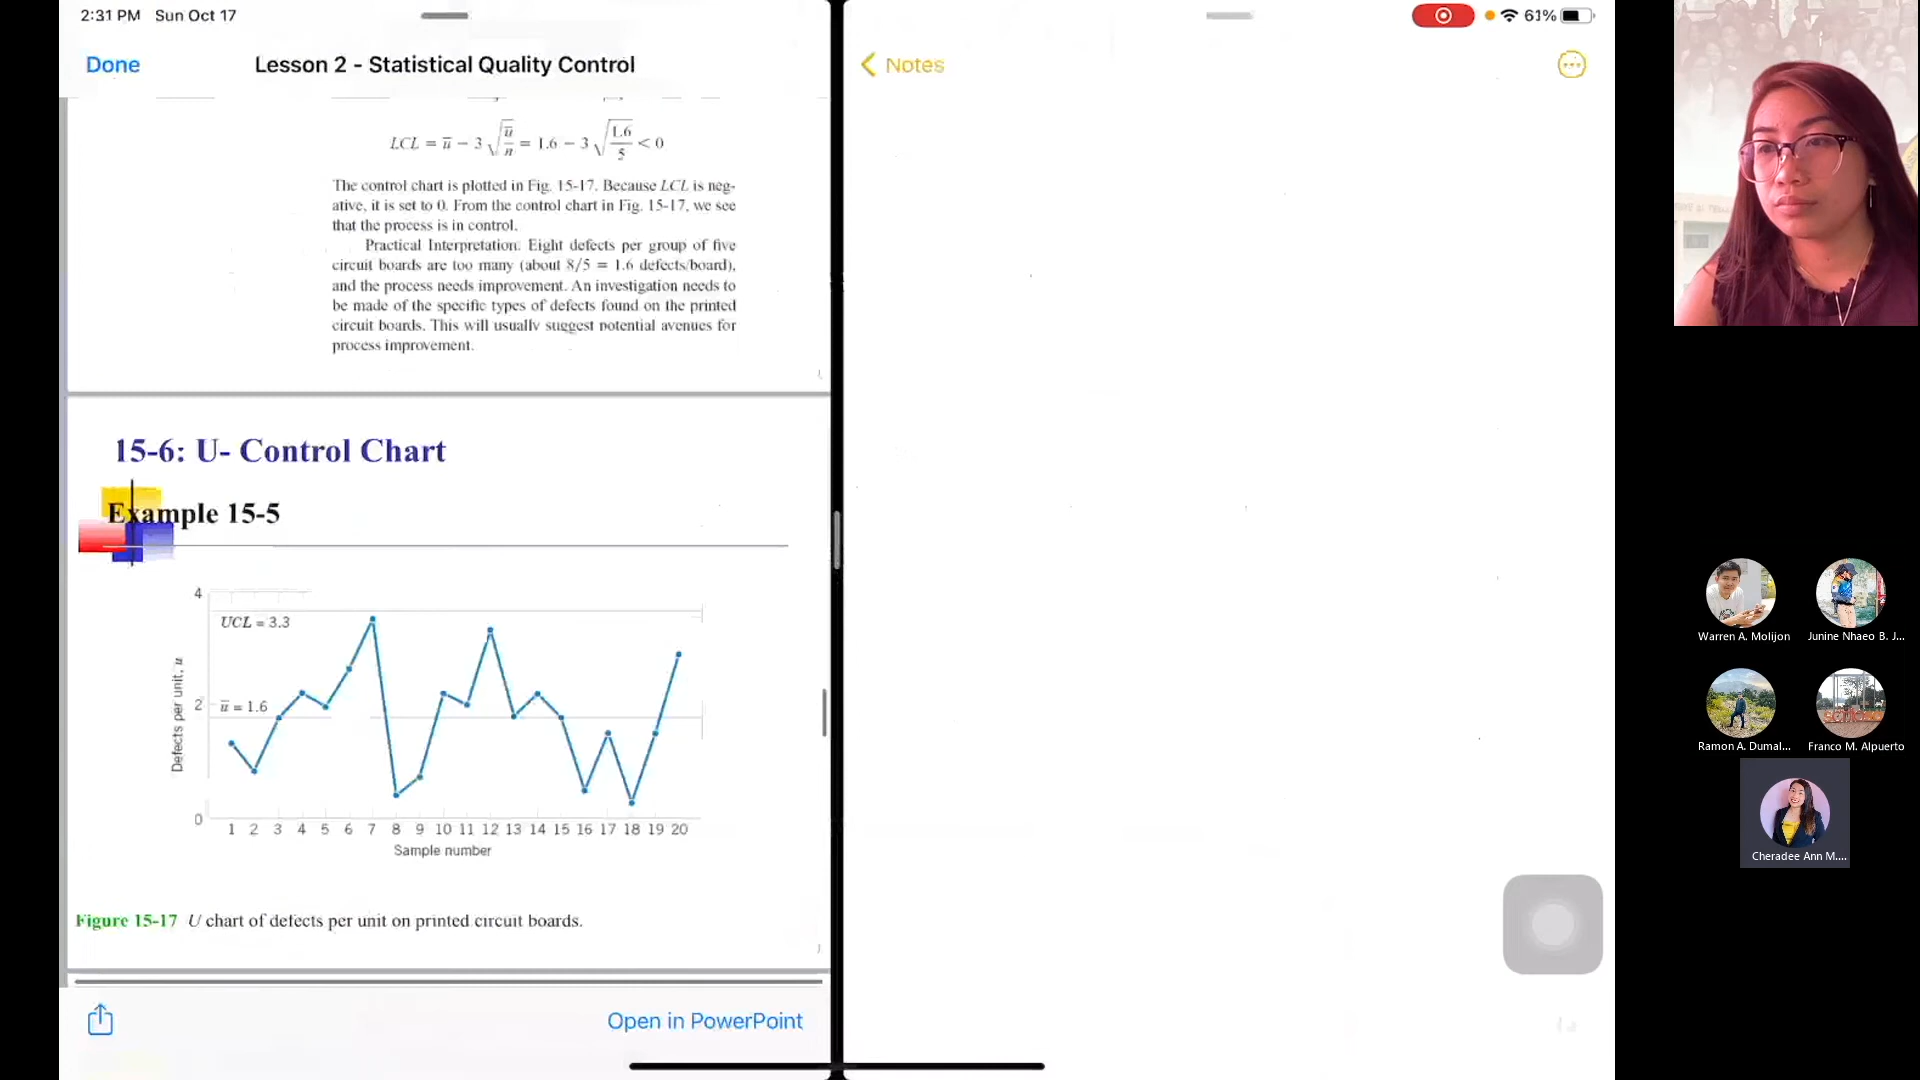 2:31 PM Sun Oct 17
61%
Done
Lesson 2 - Statistical Quality Control
Notes
LCL = u̅ − 3 √(u̅/n) = 1.6 − 3 √(1.6/5) < 0
The control chart is plotted in Fig. 15-17. Because LCL is neg-
ative, it is set to 0. From the control chart in Fig. 15-17, we see
that the process is in control.
Practical Interpretation: Eight defects per group of five
circuit boards are too many (about 8/5 = 1.6 defects/board),
and the process needs improvement. An investigation needs to
be made of the specific types of defects found on the printed
circuit boards. This will usually suggest potential avenues for
process improvement.
15-6: U- Control Chart
Example 15-5
4
UCL = 3.3
Defects per unit, u
2
u̅ = 1.6
0
1 2 3 4 5 6 7 8 9 10 11 12 13 14 15 16 17 18 19 20
Sample number
Figure 15-17 U chart of defects per unit on printed circuit boards.
Open in PowerPoint
Warren A. Molijon
Junine Nhaeo B. J...
Ramon A. Dumal...
Franco M. Alpuerto
Cheradee Ann M....